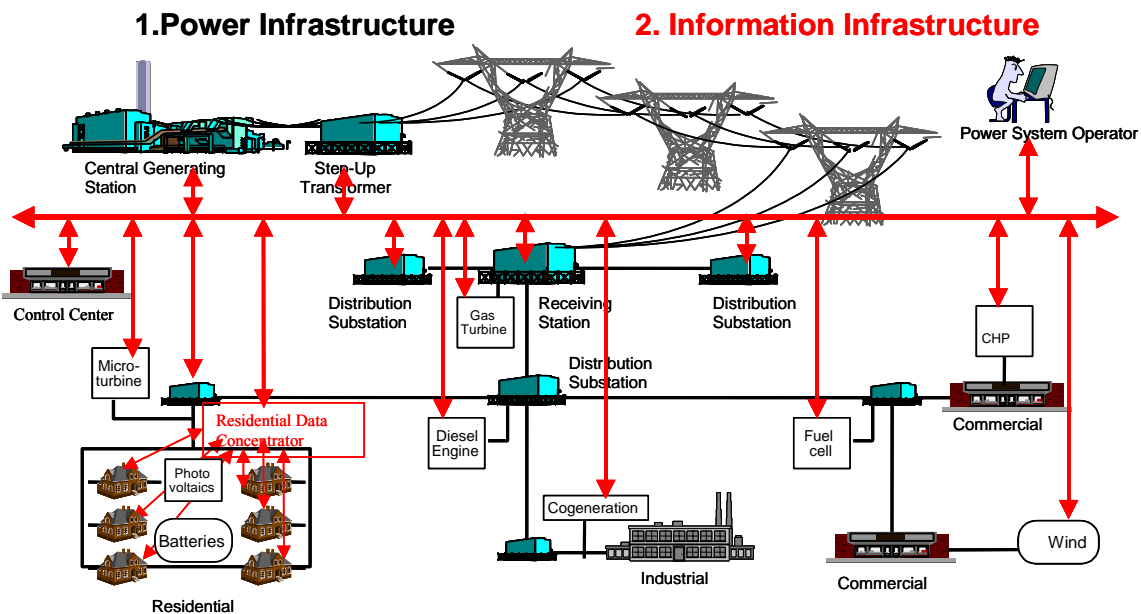 1.Power Infrastructure
2. Information Infrastructure
Central Generating
Station
Step-Up
Transformer
Power System Operator
Control Center
Distribution
Substation
Gas
Turbine
Receiving
Station
Distribution
Substation
CHP
Micro-
turbine
Distribution
Substation
Residential Data
Concentrator
Diesel
Engine
Fuel
cell
Commercial
Photo
voltaics
Batteries
Cogeneration
Industrial
Commercial
Wind
Residential